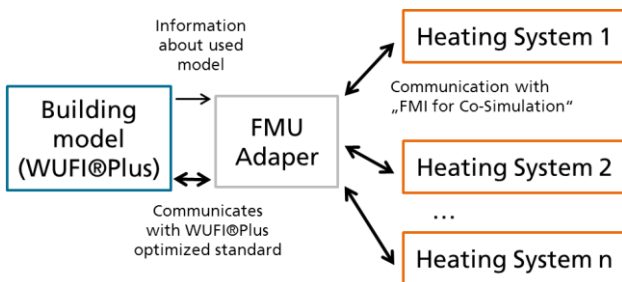 Information
about used
model
Building
model
(WUFI®Plus)
FMU
Adaper
Communicates
with WUFI®Plus
optimized standard
Heating System 1
Communication with
„FMI for Co-Simulation“
Heating System 2
...
Heating System n